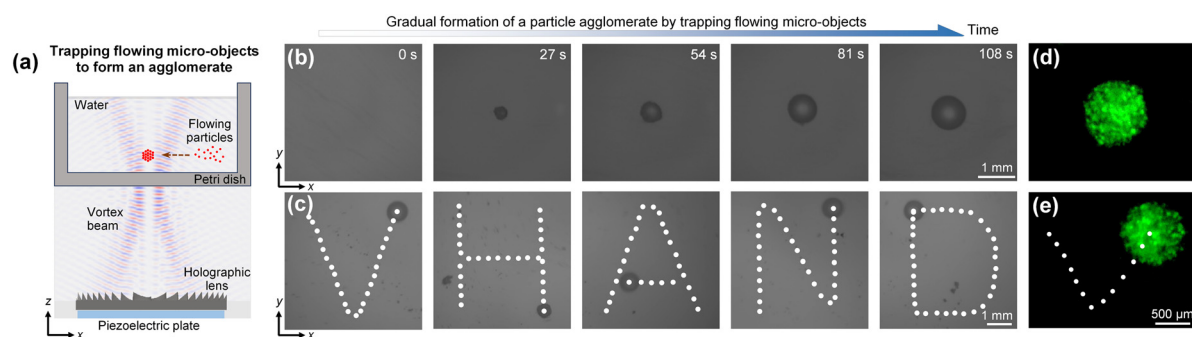 Gradual formation of a particle agglomerate by trapping flowing micro-objects
Time
(a)
Trapping flowing micro-objects
to form an agglomerate
Water
Flowing
particles
Petri dish
Vortex
beam
Holographic
lens
Piezoelectric plate
z
x
(b)
0 s
27 s
54 s
81 s
108 s
1 mm
y
x
(c)
V H A N D
1 mm
y
x
(d)
(e)
500 µm